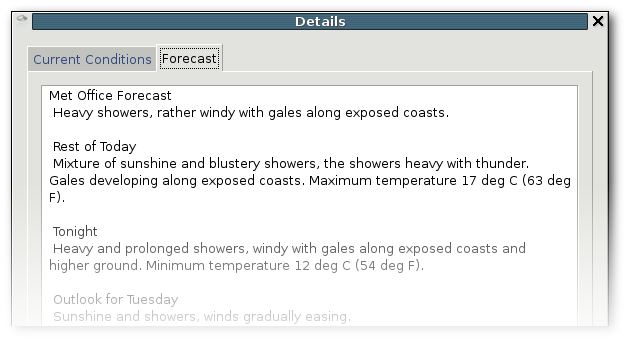 Details
Current Conditions
Forecast
Met Office Forecast
Heavy showers, rather windy with gales along exposed coasts.
Rest of Today
Mixture of sunshine and blustery showers, the showers heavy with thunder.
Gales developing along exposed coasts. Maximum temperature 17 deg C (63 deg
F).
Tonight
Heavy and prolonged showers, windy with gales along exposed coasts and
higher ground. Minimum temperature 12 deg C (54 deg F).
Outlook for Tuesday
Sunshine and showers, winds gradually easing.